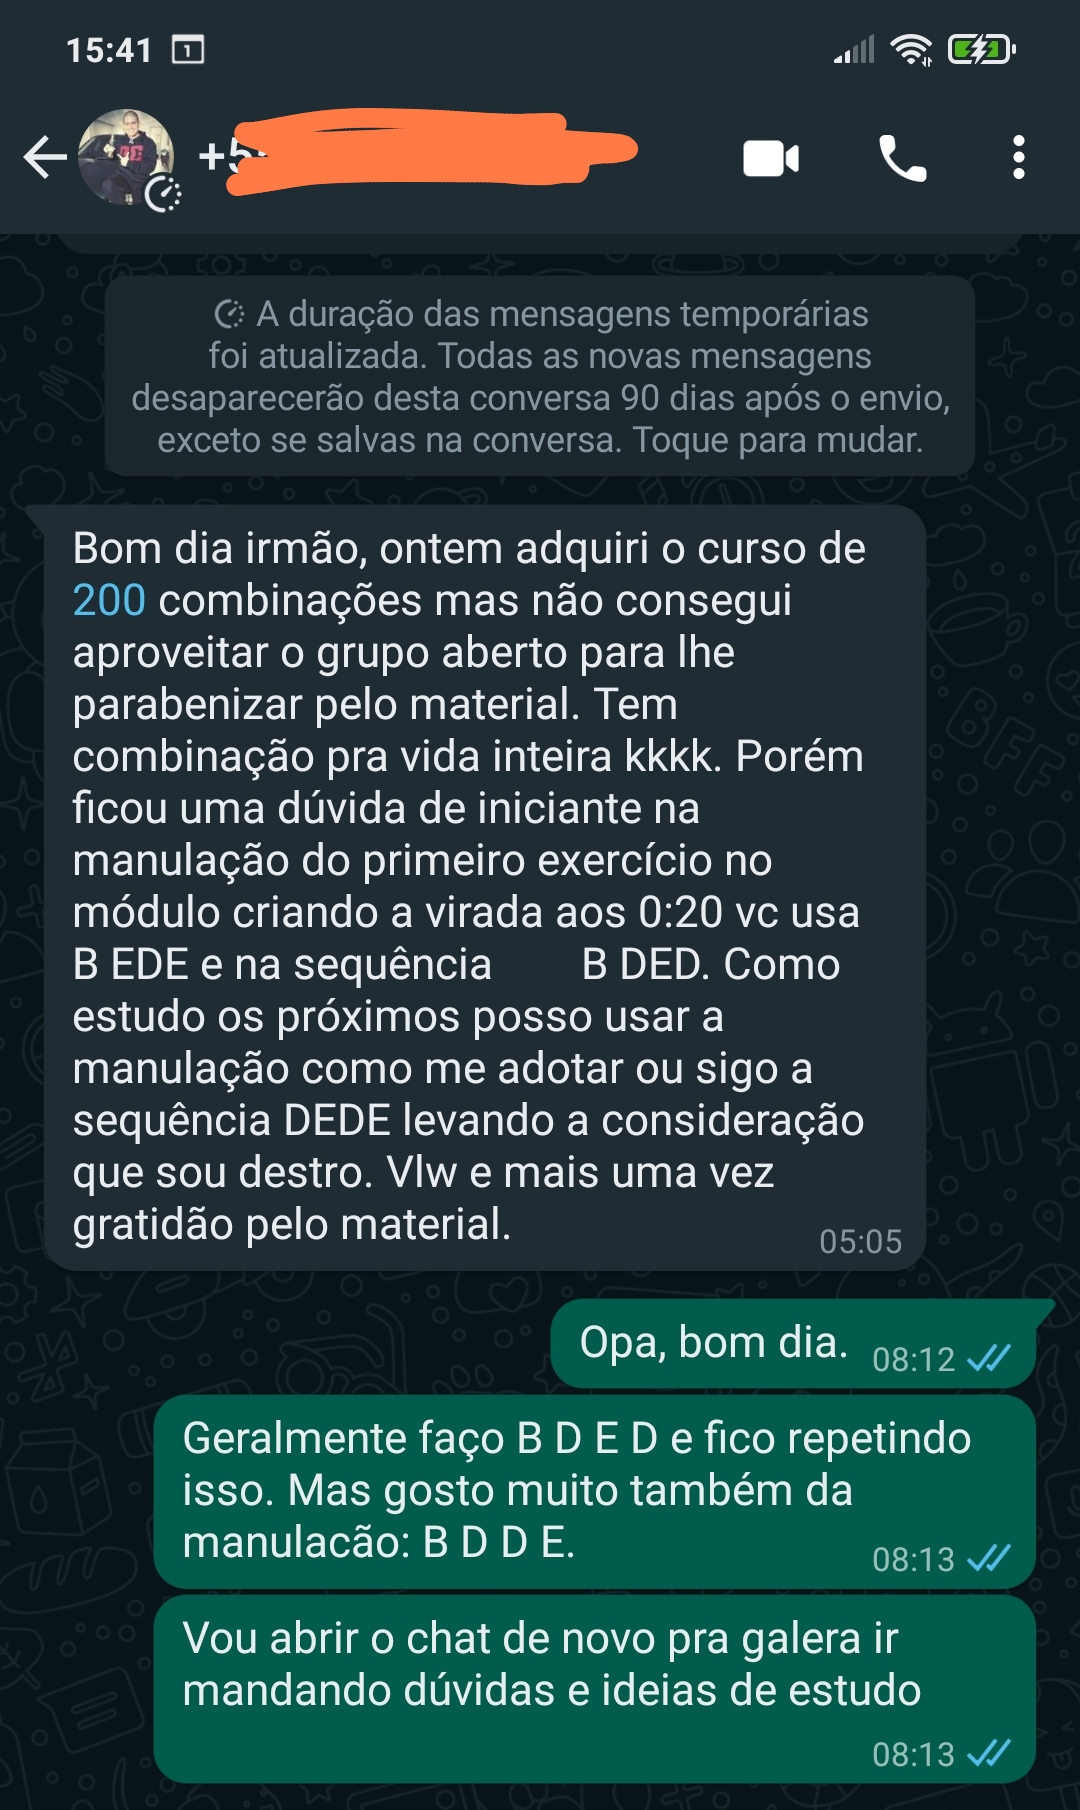 15:41 1
+5
A duração das mensagens temporárias
foi atualizada. Todas as novas mensagens
desaparecerão desta conversa 90 dias após o envio,
exceto se salvas na conversa. Toque para mudar.
Bom dia irmão, ontem adquiri o curso de
200 combinações mas não consegui
aproveitar o grupo aberto para lhe
parabenizar pelo material. Tem
combinação pra vida inteira kkkk. Porém
ficou uma dúvida de iniciante na
manulação do primeiro exercício no
módulo criando a virada aos 0:20 vc usa
B EDE e na sequência B DED. Como
estudo os próximos posso usar a
manulação como me adotar ou sigo a
sequência DEDE levando a consideração
que sou destro. Vlw e mais uma vez
gratidão pelo material.
05:05
Opa, bom dia. 08:12
Geralmente faço B D E D e fico repetindo
isso. Mas gosto muito também da
manulacão: B D D E.
08:13
Vou abrir o chat de novo pra galera ir
mandando dúvidas e ideias de estudo
08:13